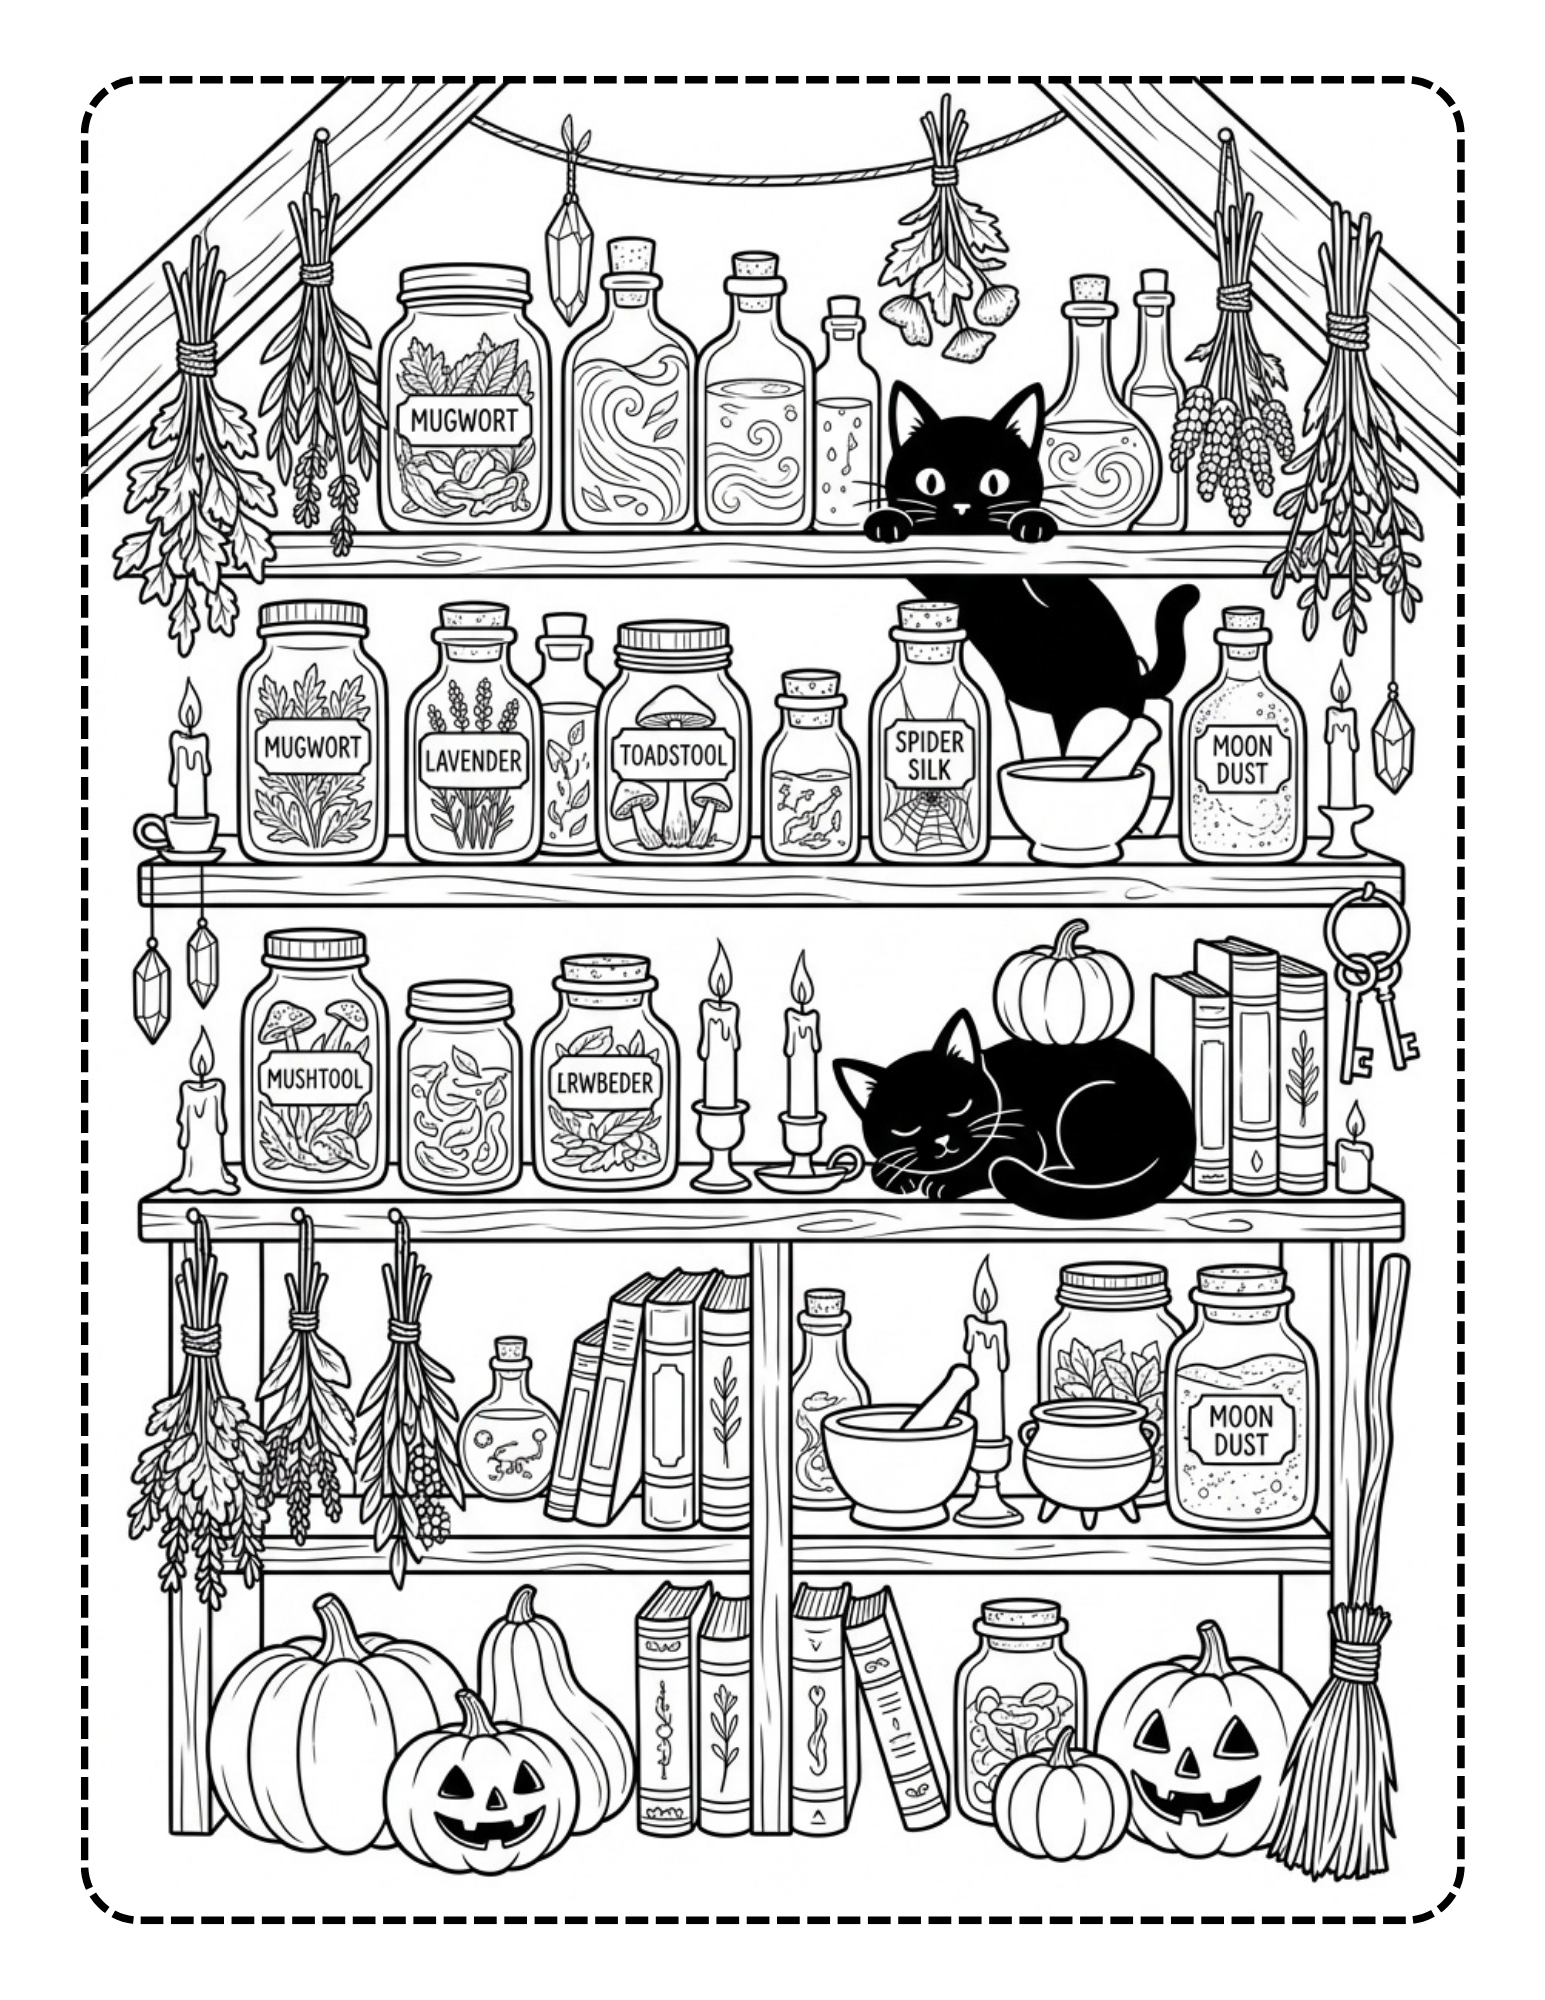 MUGWORT
MUGWORT
LAVENDER
TOADSTOOL
SPIDER
SILK
MOON
DUST
MUSHTOOL
LRWBEDER
MOON
DUST